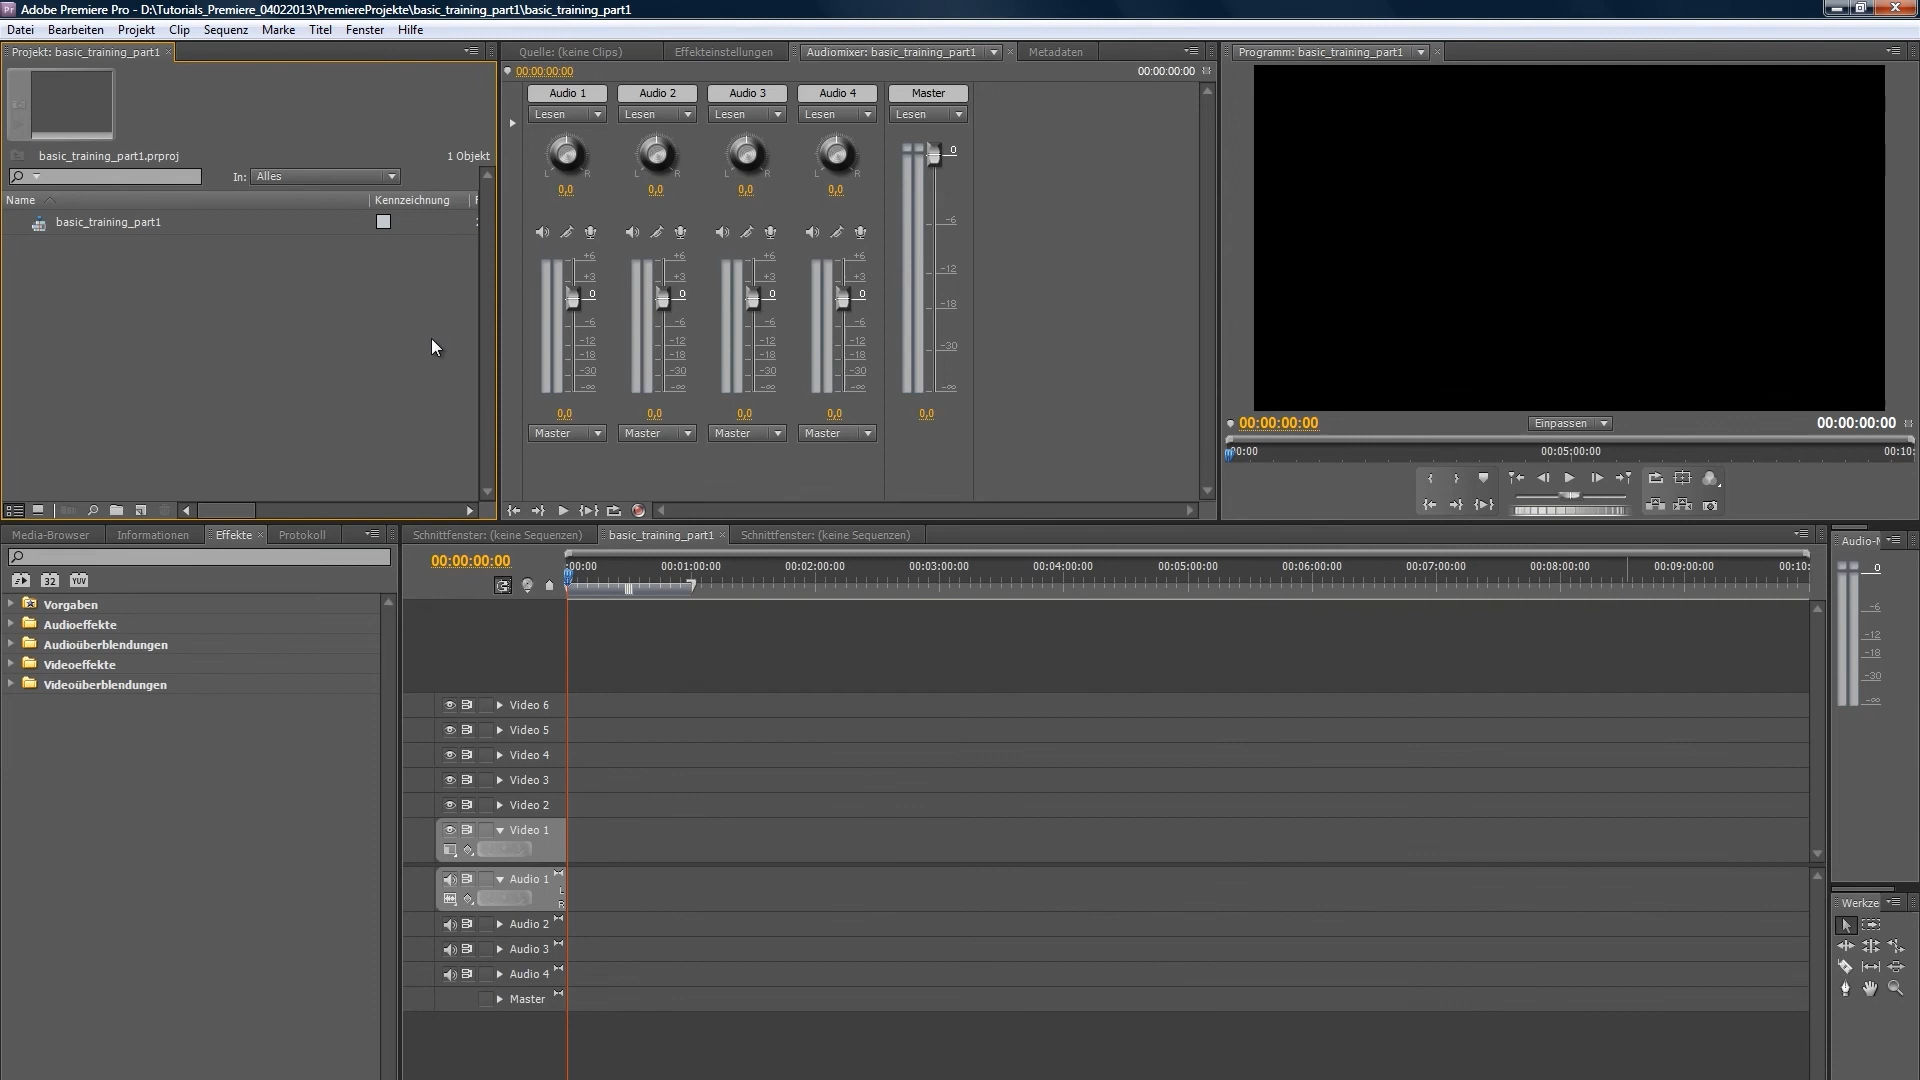 Adobe Premiere Pro - D:\Tutorials_Premiere_04022013\PremiereProjekte\basic_training_part1\basic_training_part1
Datei Bearbeiten Projekt Clip Sequenz Marke Titel Fenster Hilfe
Projekt: basic_training_part1
basic_training_part1.prproj 1 Objekt
In: Alles
Name Kennzeichnung
basic_training_part1
Quelle: (keine Clips) Effekteinstellungen Audiomixer: basic_training_part1 Metadaten
00:00:00:00 00:00:00:00
Audio 1 Audio 2 Audio 3 Audio 4 Master
Lesen Lesen Lesen Lesen Lesen
L R L R L R L R
0,0 0,0 0,0 0,0
0
-6
-12
-18
-30
-∞
+6 +6 +6 +6
+3 +3 +3 +3
0 0 0 0
-6 -6 -6 -6
-12 -12 -12 -12
-18 -18 -18 -18
-30 -30 -30 -30
-∞ -∞ -∞ -∞
0,0 0,0 0,0 0,0 0,0
Master Master Master Master
Programm: basic_training_part1
00:00:00:00 Einpassen 00:00:00:00
00:00 00:05:00:00 00:10:
Media-Browser Informationen Effekte Protokoll
32 YUV
Vorgaben
Audioeffekte
Audioüberblendungen
Videoeffekte
Videoüberblendungen
Schnittfenster: (keine Sequenzen) basic_training_part1 Schnittfenster: (keine Sequenzen)
00:00:00:00
:00:00 00:01:00:00 00:02:00:00 00:03:00:00 00:04:00:00 00:05:00:00 00:06:00:00 00:07:00:00 00:08:00:00 00:09:00:00 00:10:
Video 6
Video 5
Video 4
Video 3
Video 2
Video 1
Audio 1
L
R
Audio 2
Audio 3
Audio 4
Master
Audio-
0
-6
-12
-18
-30
-∞
Werkze